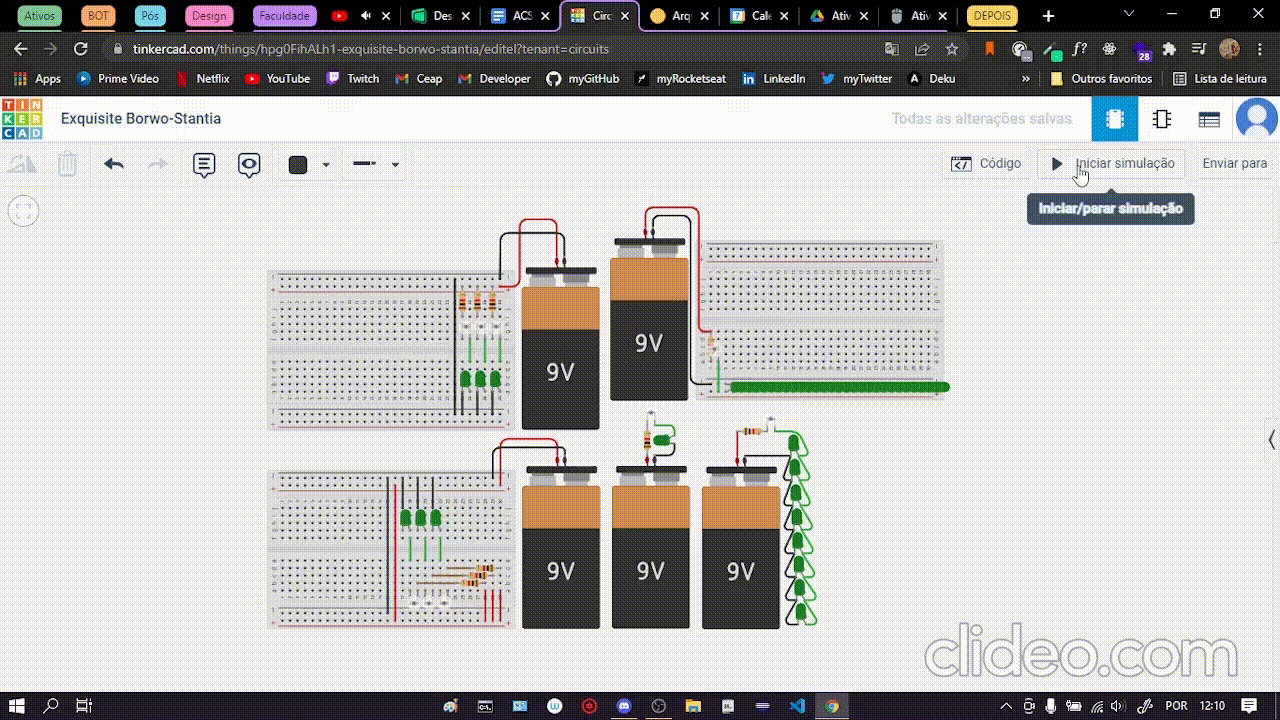 Ativos BOT Pós Design Faculdade Des ACS Circ Arq Cale Ativ Ativ DEPOIS
tinkercad.com/things/hpg0FihALh1-exquisite-borwo-stantia/editel?tenant=circuits
28
Apps Prime Video Netflix YouTube Twitch Ceap Developer myGitHub myRocketseat LinkedIn myTwitter Deku » Outros favoritos Lista de leitura
TIN
KER
CAD
Exquisite Borwo-Stantia
Todas as alterações salvas
Código
Iniciar simulação
Enviar para
Iniciar/parar simulação
9V
9V
9V
9V
9V
clideo.com
POR 12:10